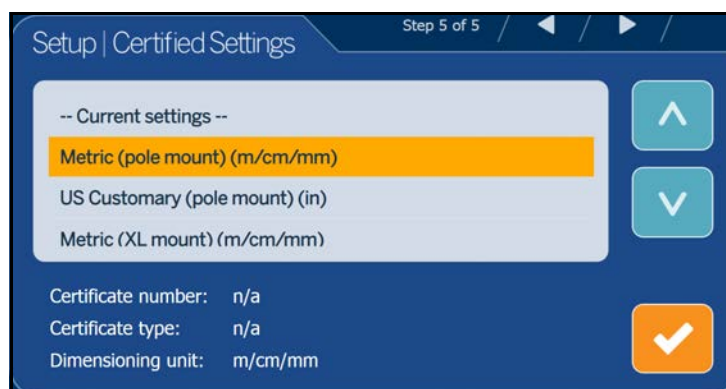 Setup | Certified Settings
Step 5 of 5
-- Current settings --
Metric (pole mount) (m/cm/mm)
US Customary (pole mount) (in)
Metric (XL mount) (m/cm/mm)
Certificate number: n/a
Certificate type: n/a
Dimensioning unit: m/cm/mm